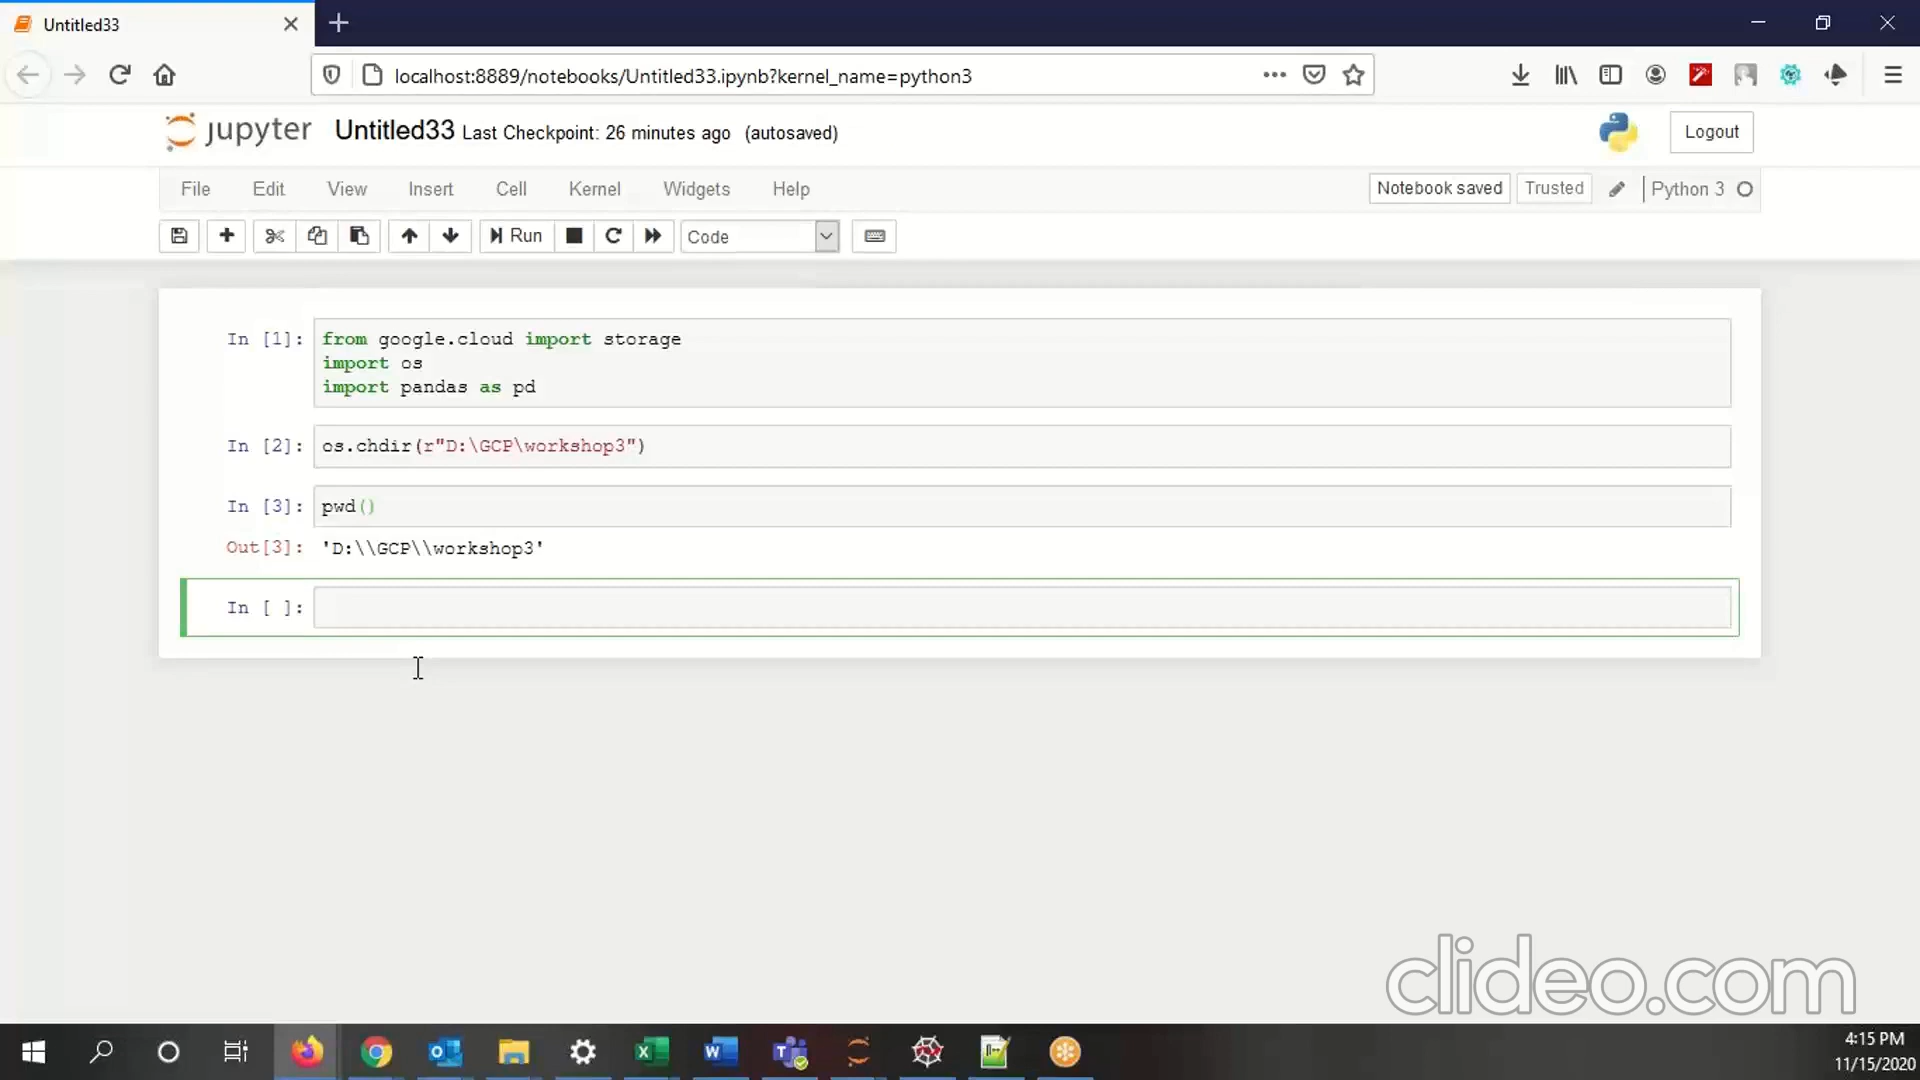 Untitled33
localhost:8889/notebooks/Untitled33.ipynb?kernel_name=python3
jupyter Untitled33 Last Checkpoint: 26 minutes ago (autosaved)
Logout
File Edit View Insert Cell Kernel Widgets Help
Notebook saved Trusted Python 3
Run Code
In [1]: from google.cloud import storage
import os
import pandas as pd
In [2]: os.chdir(r"D:\GCP\workshop3")
In [3]: pwd()
Out[3]: 'D:\\GCP\\workshop3'
In [ ]:
clideo.com
4:15 PM
11/15/2020